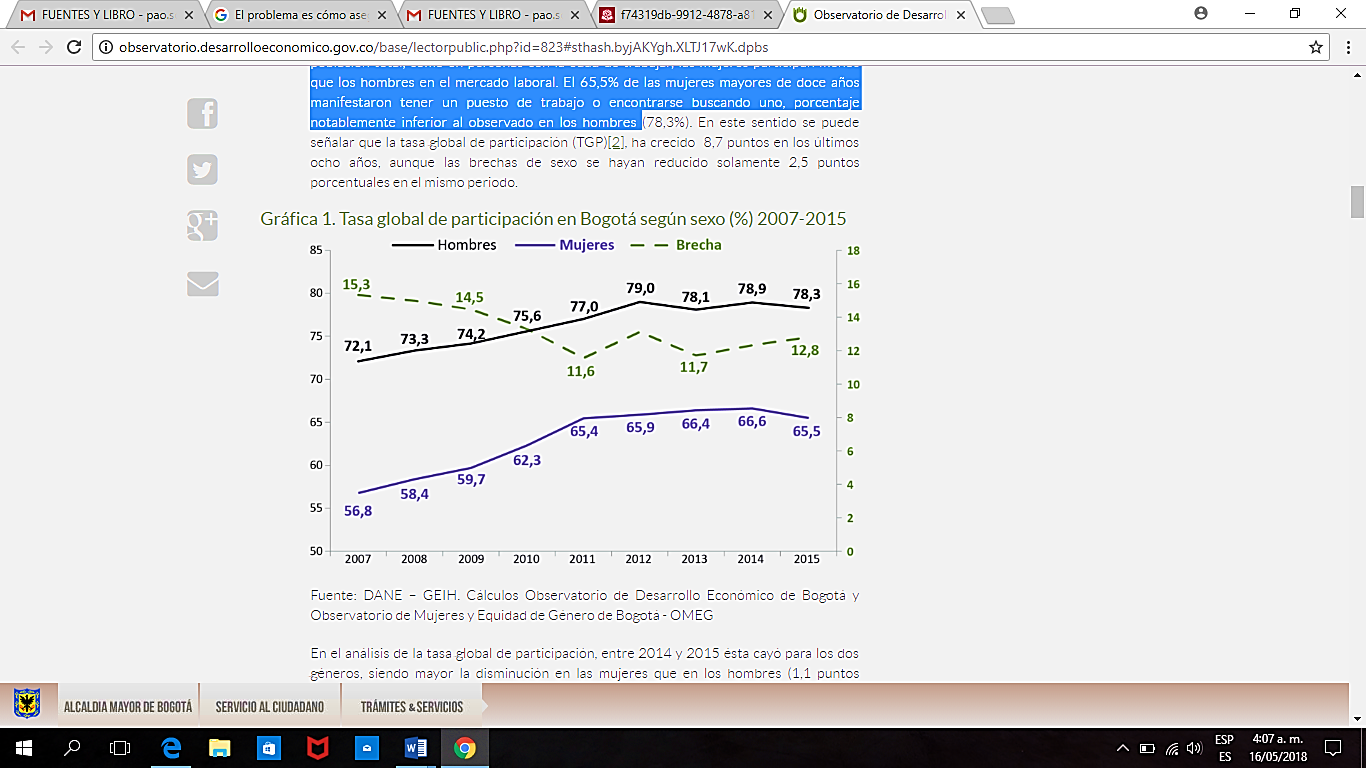 FUENTES Y LIBRO - pao.s
El problema es cómo ase
FUENTES Y LIBRO - pao.s
f74319db-9912-4878-a81
Observatorio de Desarrol
observatorio.desarrolloeconomico.gov.co/base/lectorpublic.php?id=823#sthash.byjAKYgh.XLTJ17wK.dpbs
que los hombres en el mercado laboral. El 65,5% de las mujeres mayores de doce años
manifestaron tener un puesto de trabajo o encontrarse buscando uno, porcentaje
notablemente inferior al observado en los hombres (78,3%). En este sentido se puede
señalar que la tasa global de participación (TGP)[2], ha crecido 8,7 puntos en los últimos
ocho años, aunque las brechas de sexo se hayan reducido solamente 2,5 puntos
porcentuales en el mismo periodo.
Gráfica 1. Tasa global de participación en Bogotá según sexo (%) 2007-2015
Hombres Mujeres Brecha
85 80 75 70 65 60 55 50
18 16 14 12 10 8 6 4 2 0
15,3 14,5 11,6 11,7 12,8
72,1 73,3 74,2 75,6 77,0 79,0 78,1 78,9 78,3
56,8 58,4 59,7 62,3 65,4 65,9 66,4 66,6 65,5
2007 2008 2009 2010 2011 2012 2013 2014 2015
Fuente: DANE – GEIH. Cálculos Observatorio de Desarrollo Económico de Bogotá y
Observatorio de Mujeres y Equidad de Género de Bogotá - OMEG
En el análisis de la tasa global de participación, entre 2014 y 2015 ésta cayó para los dos
géneros, siendo mayor la disminución en las mujeres que en los hombres (1,1 puntos
ALCALDIA MAYOR DE BOGOTÁ
SERVICIO AL CIUDADANO
TRÁMITES & SERVICIOS
ESP
ES
4:07 a. m.
16/05/2018